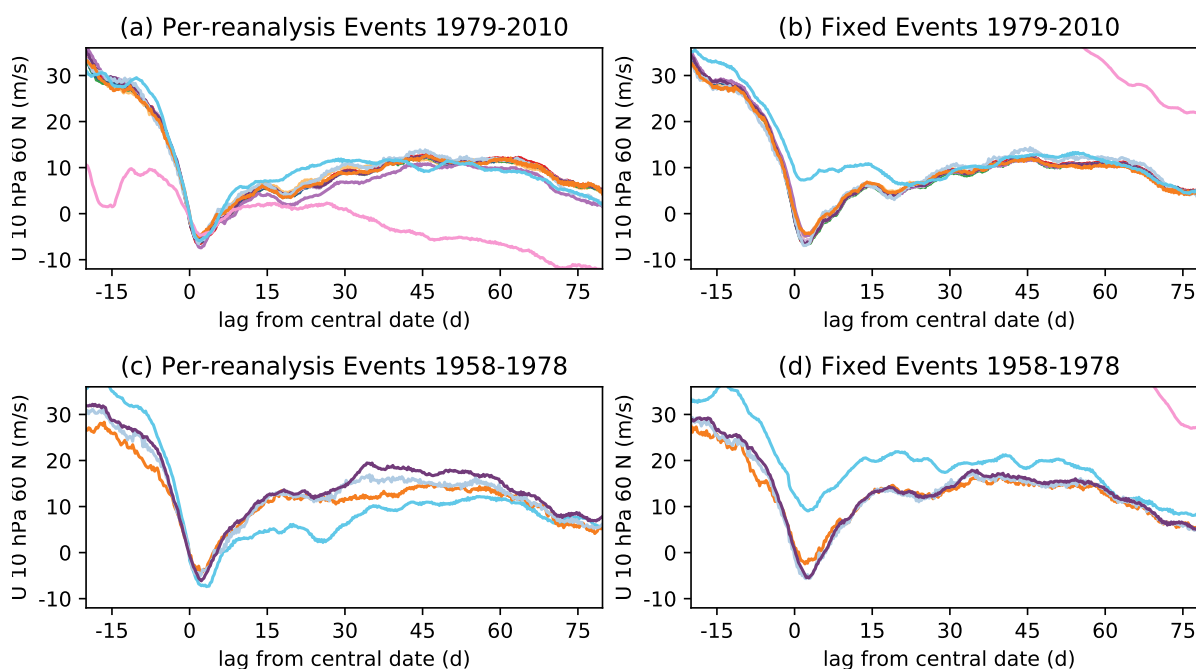 (a) Per-reanalysis Events 1979-2010
U 10 hPa 60 N (m/s)
30
20
10
0
-10
-15 0 15 30 45 60 75
lag from central date (d)
(b) Fixed Events 1979-2010
U 10 hPa 60 N (m/s)
30
20
10
0
-10
-15 0 15 30 45 60 75
lag from central date (d)
(c) Per-reanalysis Events 1958-1978
U 10 hPa 60 N (m/s)
30
20
10
0
-10
-15 0 15 30 45 60 75
lag from central date (d)
(d) Fixed Events 1958-1978
U 10 hPa 60 N (m/s)
30
20
10
0
-10
-15 0 15 30 45 60 75
lag from central date (d)